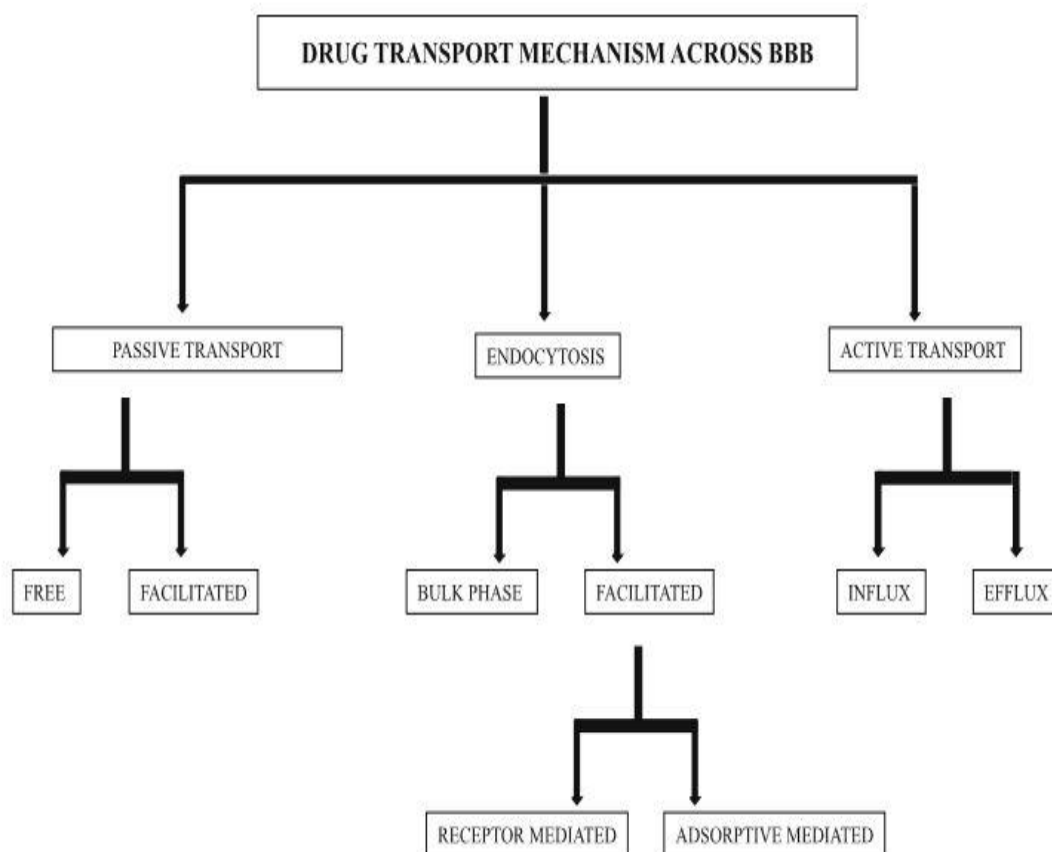 DRUG TRANSPORT MECHANISM ACROSS BBB
PASSIVE TRANSPORT
ENDOCYTOSIS
ACTIVE TRANSPORT
FREE
FACILITATED
BULK PHASE
FACILITATED
INFLUX
EFFLUX
RECEPTOR MEDIATED
ADSORPTIVE MEDIATED